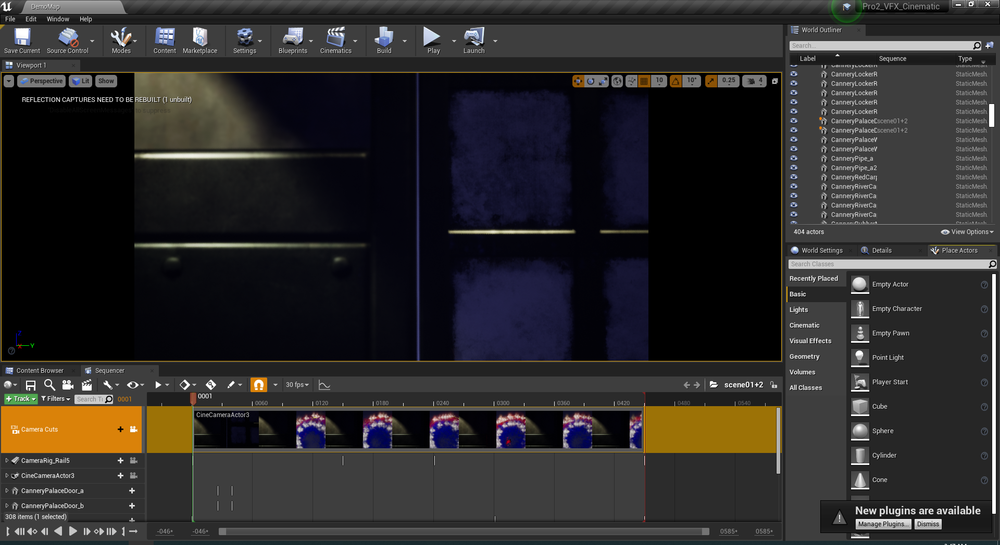 DemoMap
Pro2_VFX_Cinematic
File Edit Window Help
Save Current Source Control Modes Content Marketplace Settings Blueprints Cinematics Build Play Launch
Viewport 1
Perspective Lit Show
10 10° 0.25 4
REFLECTION CAPTURES NEED TO BE REBUILT (1 unbuilt)
'DisableAllScreenMessages' to suppress
Z
X Y
World Outliner
Search...
Label Sequence Type
CanneryLockerR StaticMesh
CanneryLockerR StaticMesh
CanneryLockerR StaticMesh
CanneryLockerR StaticMesh
CanneryLockerR StaticMesh
CanneryLockerR StaticMesh
CanneryPalaceD scene01+2 StaticMesh
CanneryPalaceD scene01+2 StaticMesh
CanneryPalaceW StaticMesh
CanneryPalaceW StaticMesh
CanneryPipe_a StaticMesh
CanneryPipe_a2 StaticMesh
CanneryRedCarp StaticMesh
CanneryRiverCa StaticMesh
CanneryRiverCa StaticMesh
CanneryRiverCa StaticMesh
CanneryRiverCa StaticMesh
404 actors View Options
World Settings Details Place Actors
Search Classes
Recently Placed
Basic
Lights
Cinematic
Visual Effects
Geometry
Volumes
All Classes
Empty Actor
Empty Character
Empty Pawn
Point Light
Player Start
Cube
Sphere
Cylinder
Cone
New plugins are available
Manage Plugins... Dismiss
Content Browser Sequencer
30 fps scene01+2
+ Track Filters Search Tr 0001
0001
0060 0120 0180 0240 0300 0360 0420 0480 0540
Camera Cuts
CineCameraActor3
CameraRig_Rail5
CineCameraActor3
CanneryPalaceDoor_a
CanneryPalaceDoor_b
308 items (1 selected)
-046* -046* 0585* 0585*